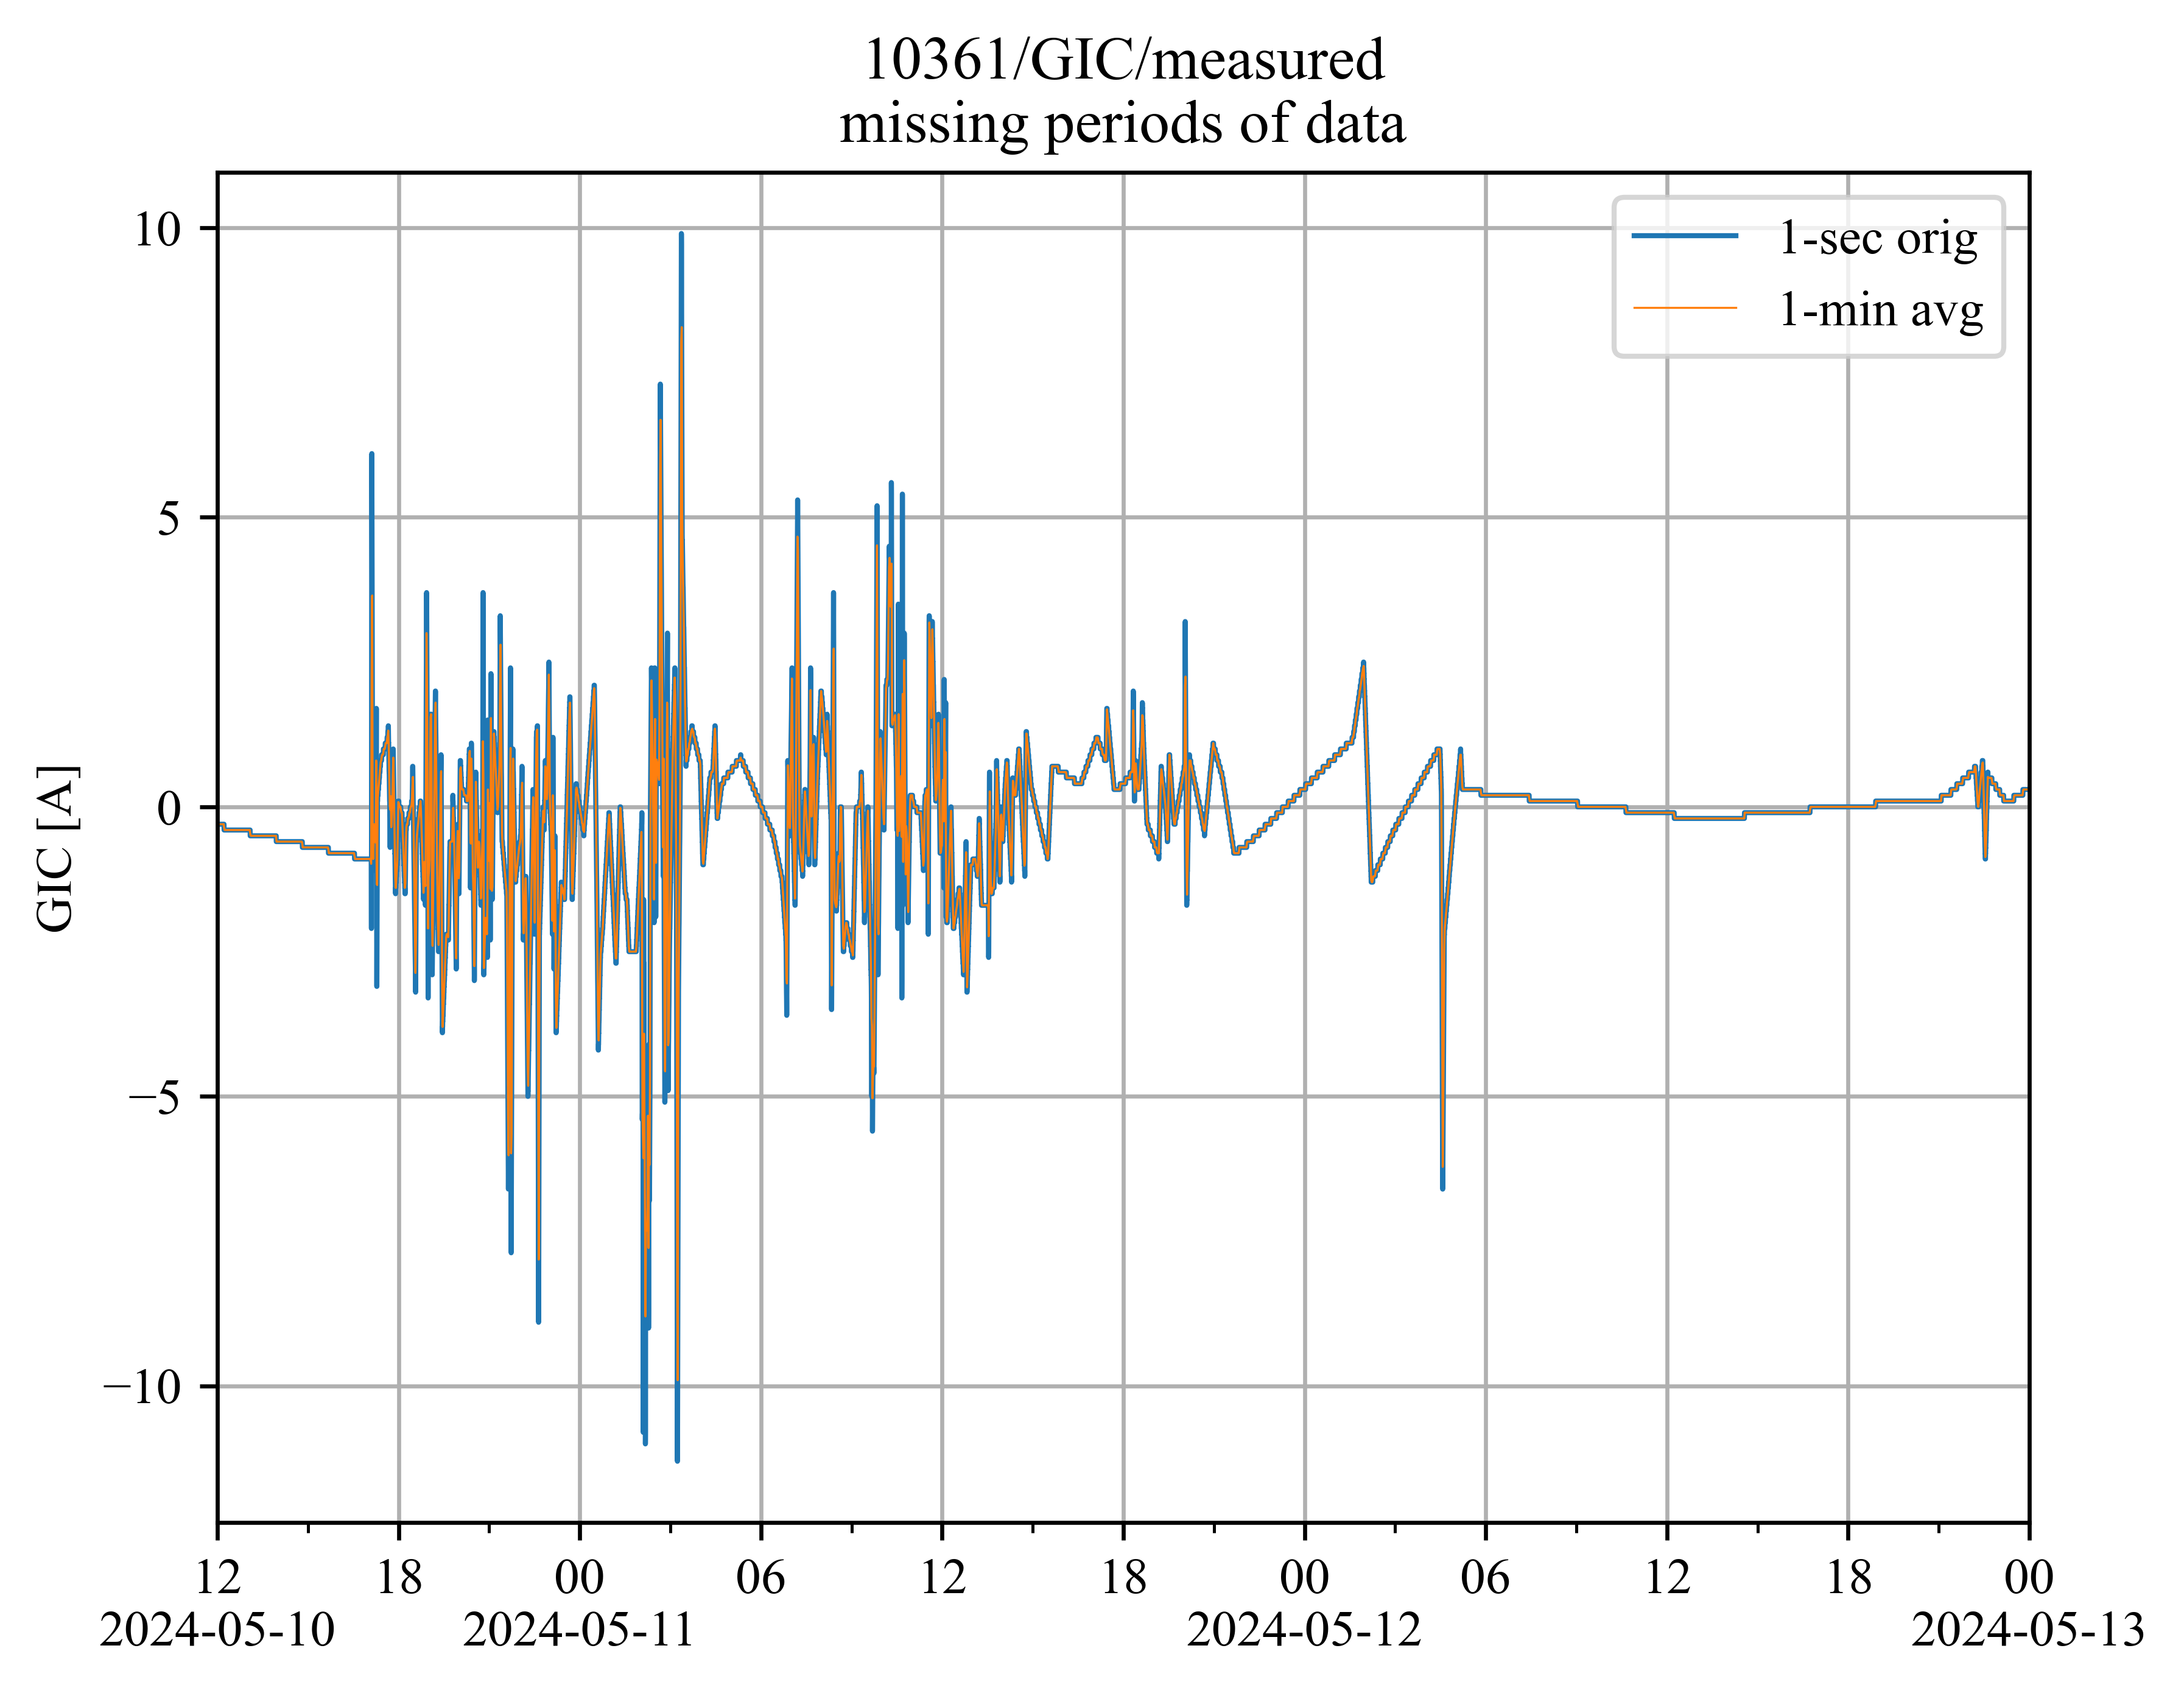 10361/GIC/measured
missing periods of data
1-sec orig
1-min avg
GIC [A]
10
5
0
−5
−10
12 18 00 06 12 18 00 06 12 18 00
2024-05-10 2024-05-11 2024-05-12 2024-05-13